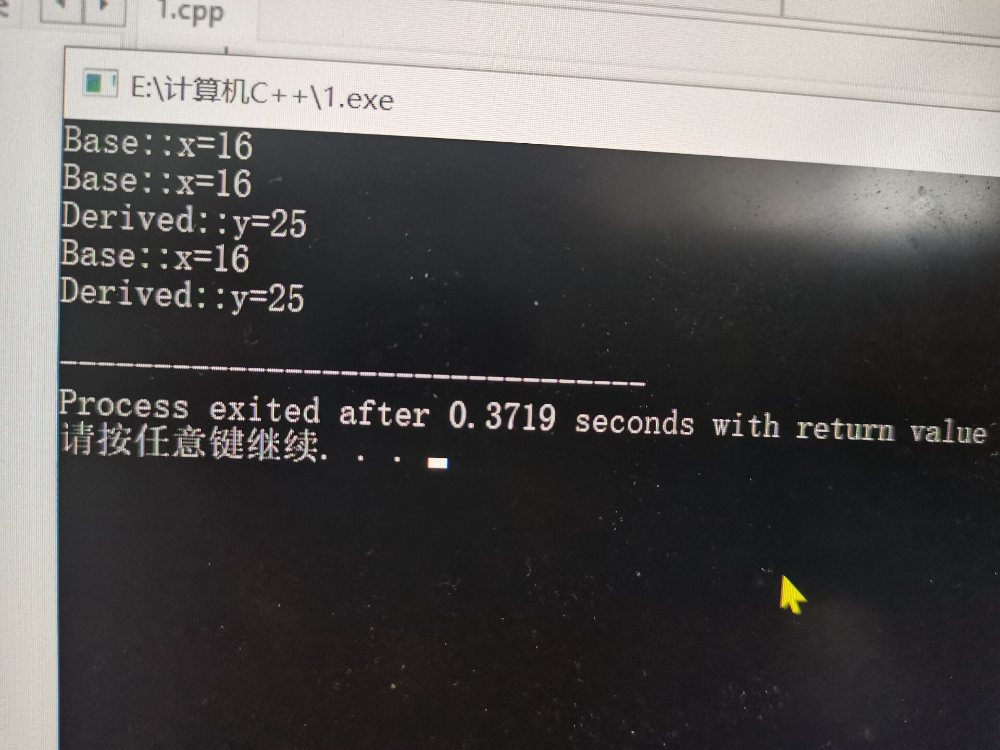 1.cpp
E:\计算机C++\1.exe
Base::x=16
Base::x=16
Derived::y=25
Base::x=16
Derived::y=25
--------------------------------
Process exited after 0.3719 seconds with return value
请按任意键继续. . .